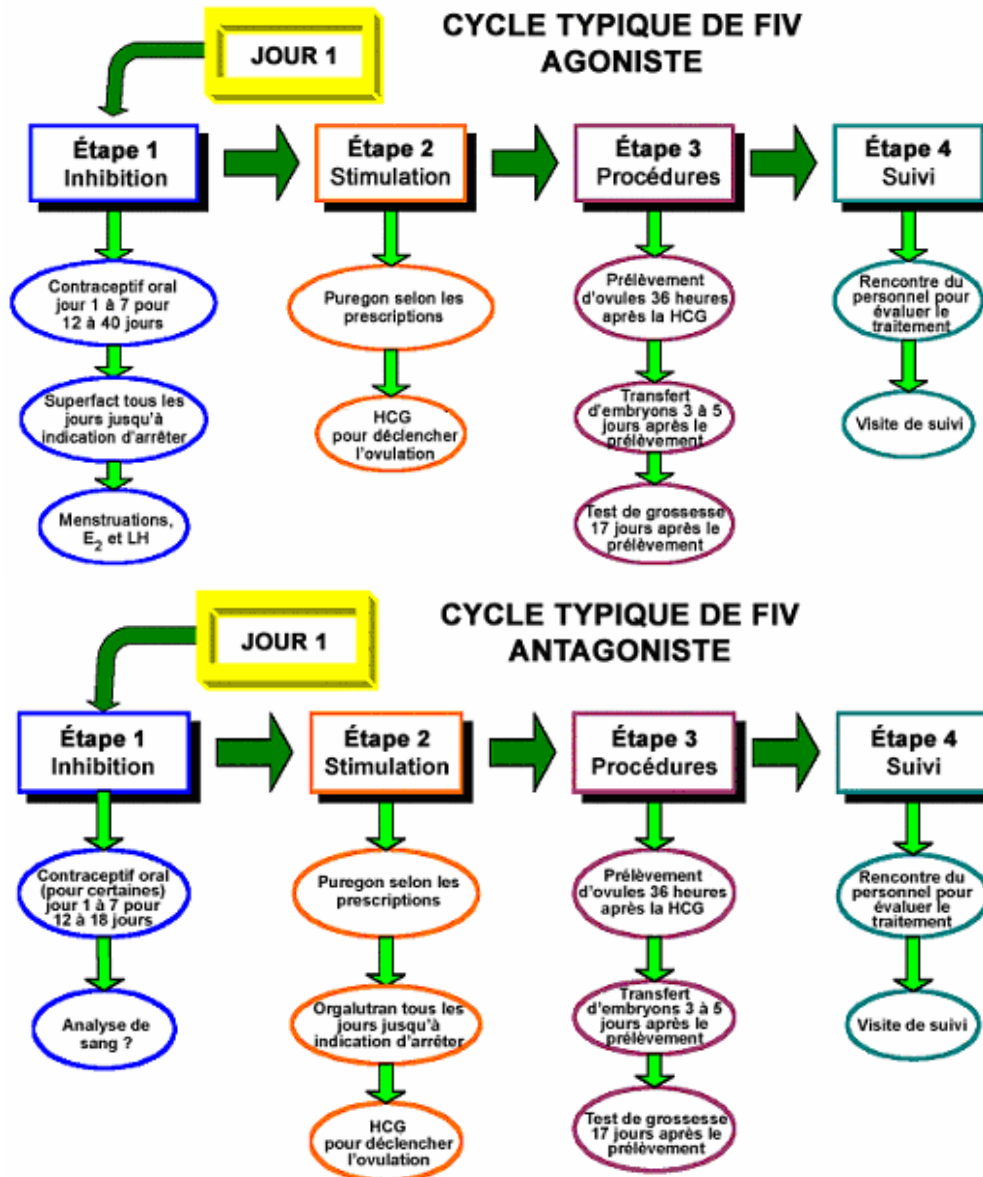 CYCLE TYPIQUE DE FIV
AGONISTE
JOUR 1
Étape 1
Inhibition
Étape 2
Stimulation
Étape 3
Procédures
Étape 4
Suivi
Contraceptif oral
jour 1 à 7 pour
12 à 40 jours
Superfact tous les
jours jusqu'à
indication d'arrêter
Menstruations,
E2 et LH
Puregon selon les
prescriptions
HCG
pour déclencher
l'ovulation
Prélèvement
d'ovules 36 heures
après la HCG
Transfert
d'embryons 3 à 5
jours après le
prélèvement
Test de grossesse
17 jours après le
prélèvement
Rencontre du
personnel pour
évaluer le
traitement
Visite de suivi
CYCLE TYPIQUE DE FIV
ANTAGONISTE
JOUR 1
Étape 1
Inhibition
Étape 2
Stimulation
Étape 3
Procédures
Étape 4
Suivi
Contraceptif oral
(pour certaines)
jour 1 à 7 pour
12 à 18 jours
Analyse de
sang ?
Puregon selon les
prescriptions
Orgalutran tous les
jours jusqu'à
indication d'arrêter
HCG
pour déclencher
l'ovulation
Prélèvement
d'ovules 36 heures
après la HCG
Transfert
d'embryons 3 à 5
jours après le
prélèvement
Test de grossesse
17 jours après le
prélèvement
Rencontre du
personnel pour
évaluer le
traitement
Visite de suivi